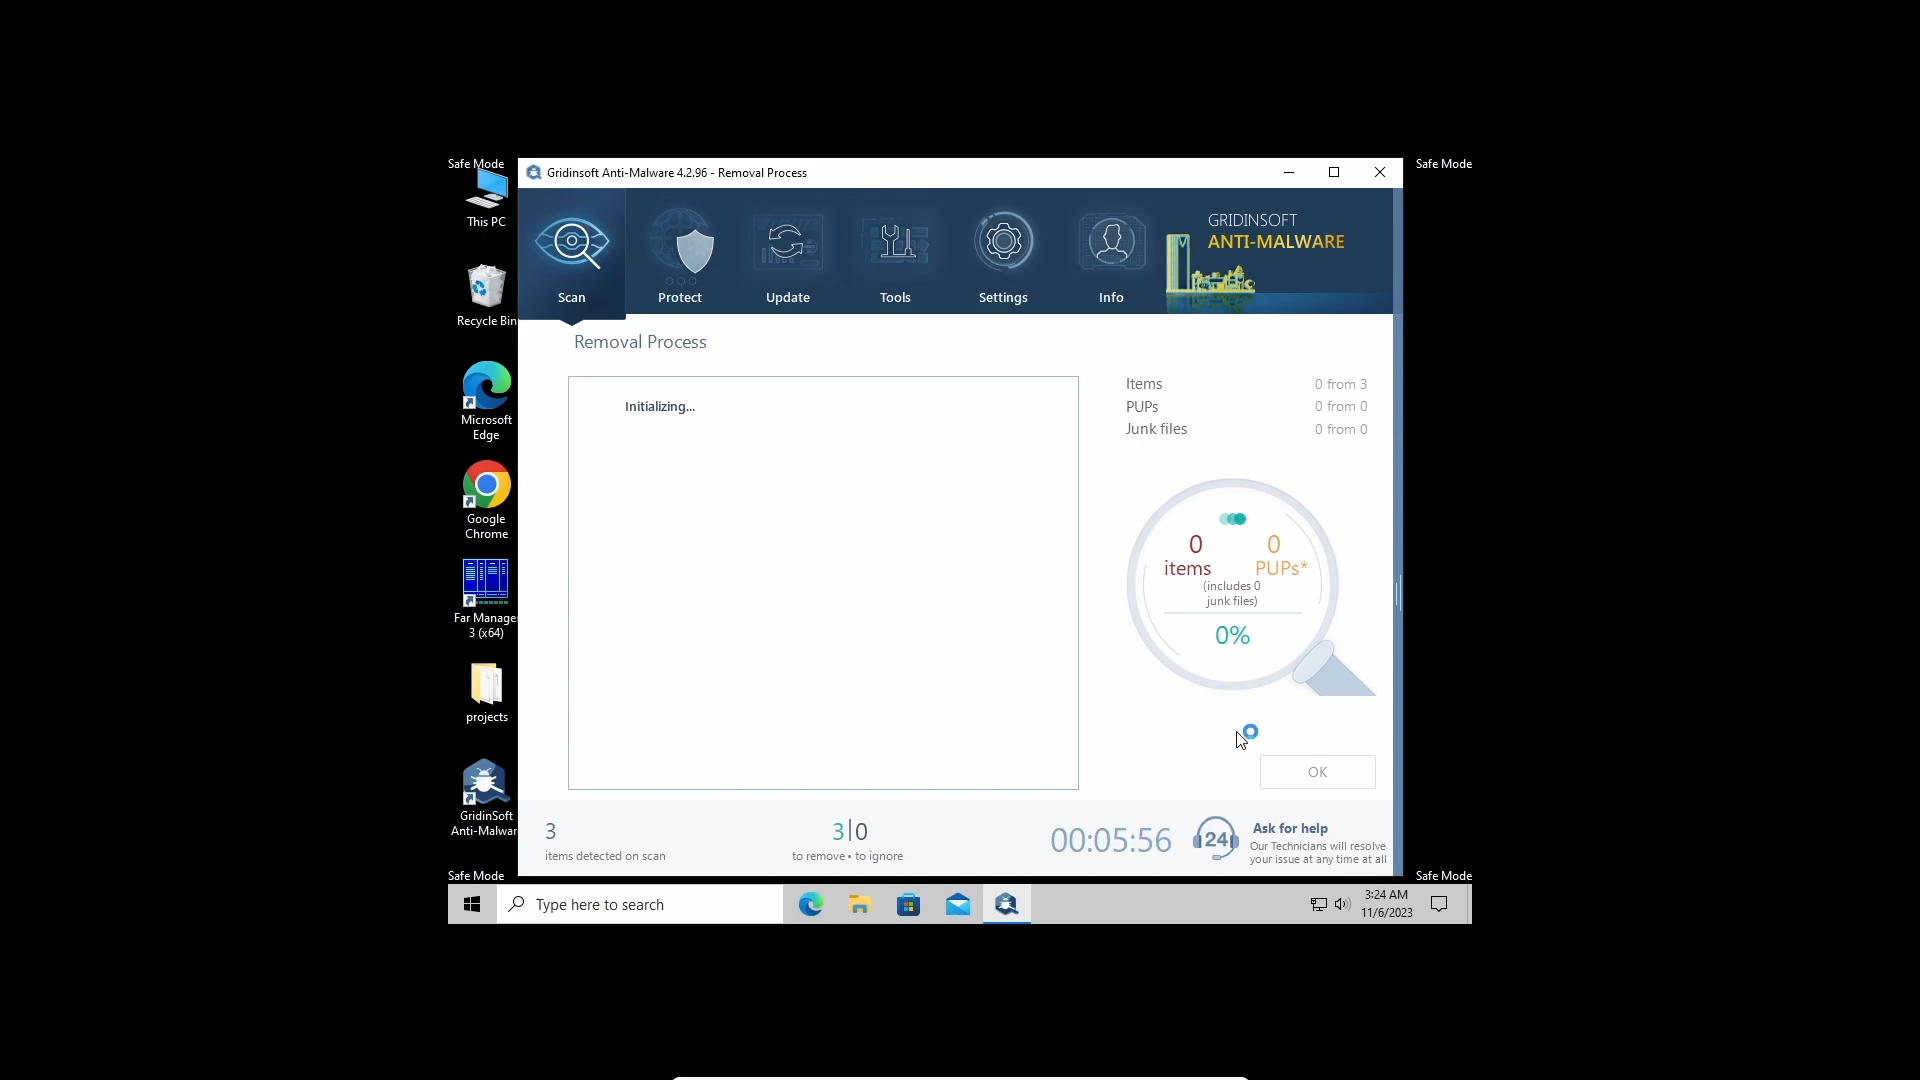 Safe Mode
Safe Mode
Gridinsoft Anti-Malware 4.2.96 - Removal Process
This PC
Recycle Bin
Microsoft
Edge
Google
Chrome
Far Manage
3 (x64)
projects
GridinSoft
Anti-Malwar
Scan
Protect
Update
Tools
Settings
Info
GRIDINSOFT
ANTI-MALWARE
Removal Process
Initializing...
Items 0 from 3
PUPs 0 from 0
Junk files 0 from 0
0 0
items PUPs*
(includes 0
junk files)
0%
OK
3
items detected on scan
3|0
to remove • to ignore
00:05:56
24
Ask for help
Our Technicians will resolve
your issue at any time at all
Safe Mode
Safe Mode
Type here to search
3:24 AM
11/6/2023